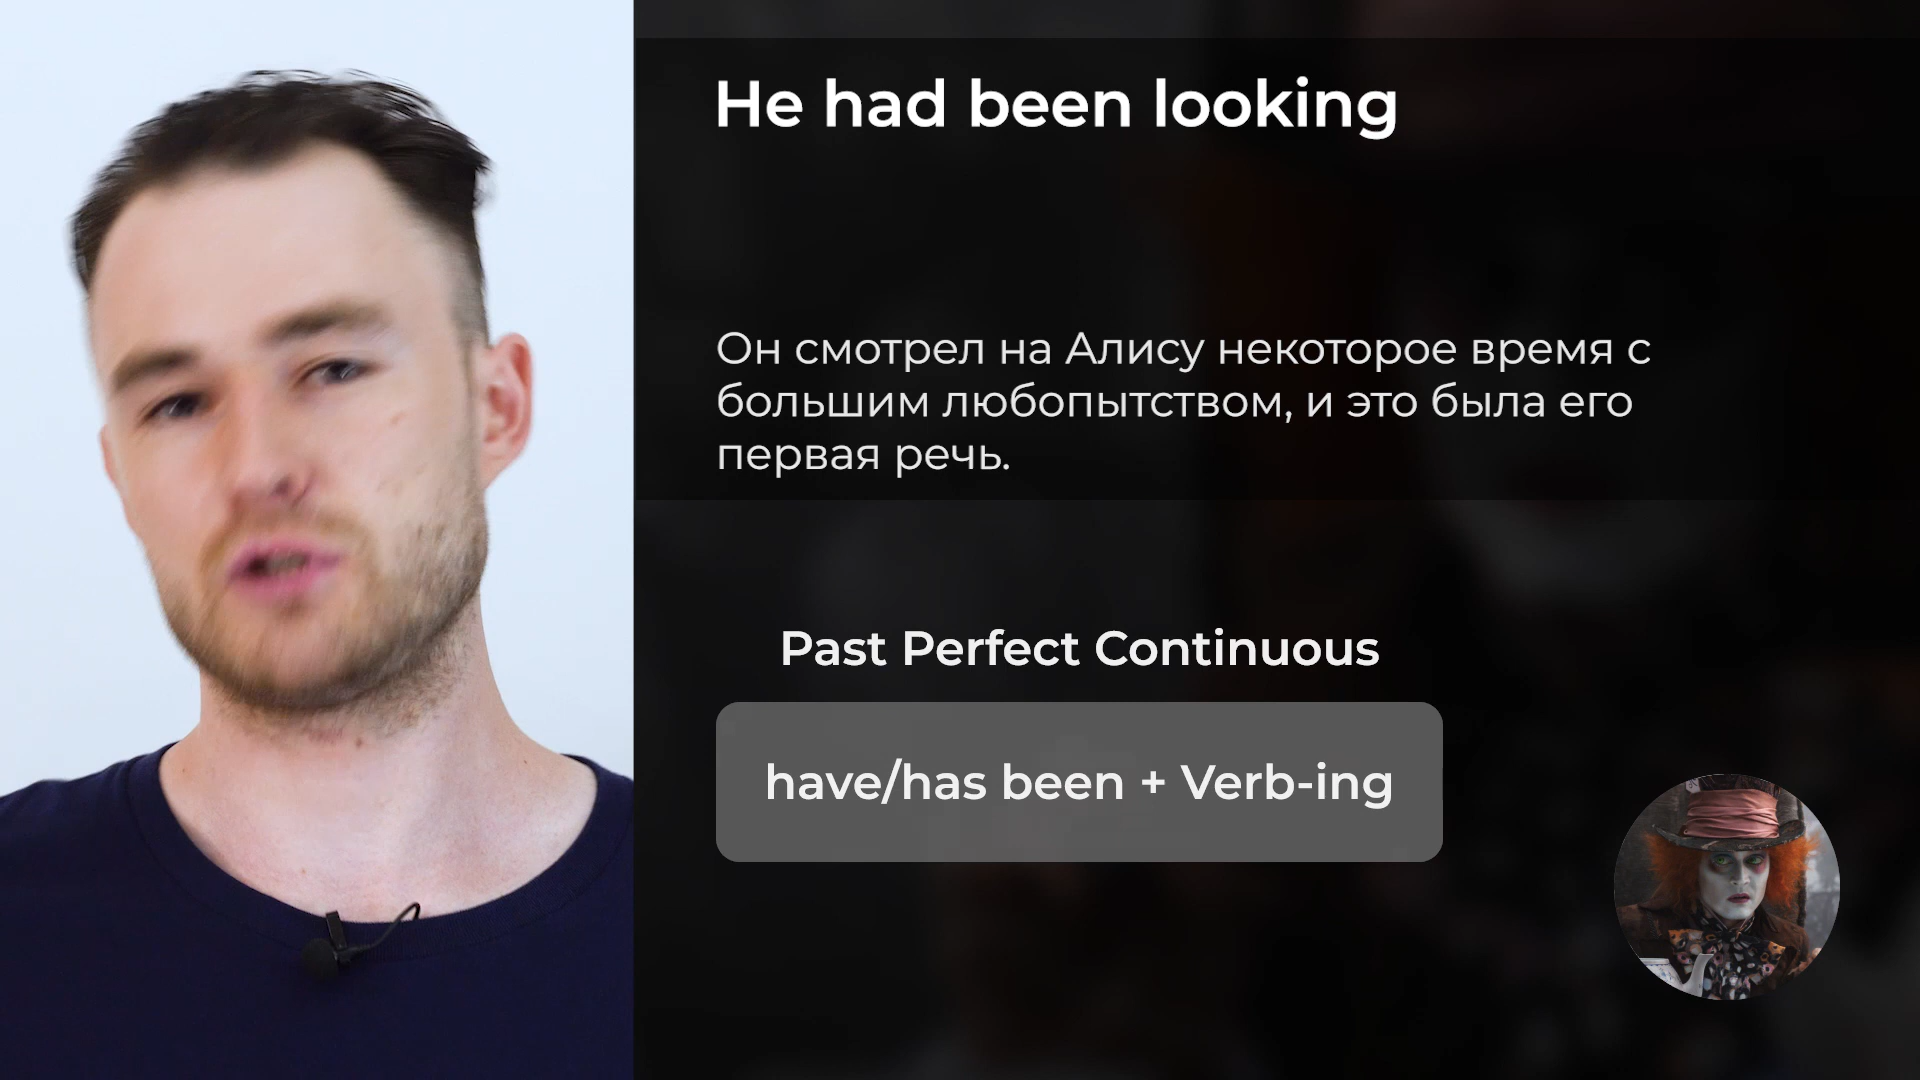 He had been looking
Он смотрел на Алису некоторое время с
большим любопытством, и это была его
первая речь.
Past Perfect Continuous
have/has been + Verb-ing